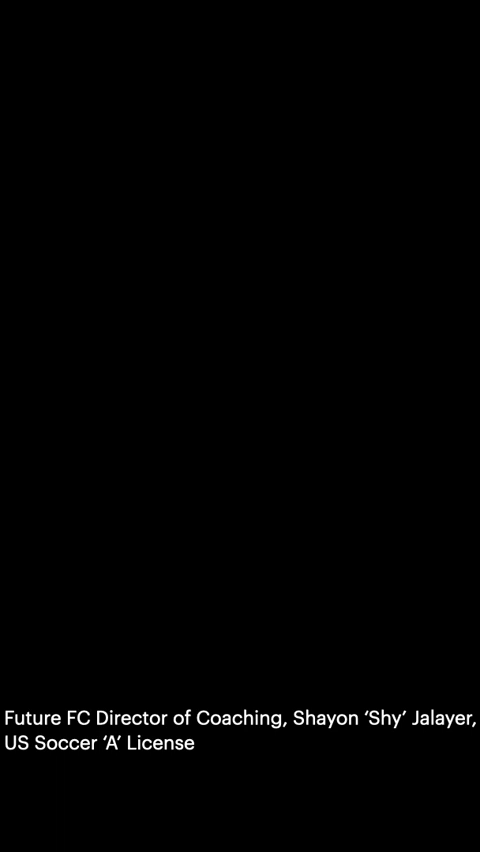 Future FC Director of Coaching, Shayon ‘Shy’ Jalayer,
US Soccer ‘A’ License